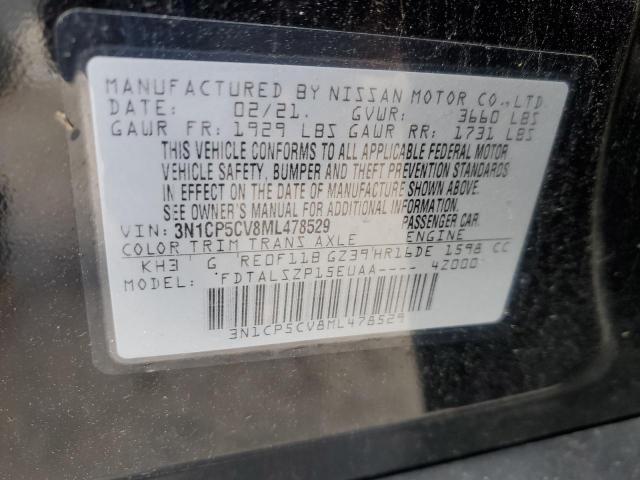 MANUFACTURED BY NISSAN MOTOR CO.,LTD.
DATE: 02/21. GVWR: 3660 LBS
GAWR FR: 1929 LBS GAWR RR: 1731 LBS
THIS VEHICLE CONFORMS TO ALL APPLICABLE FEDERAL MOTOR
VEHICLE SAFETY, BUMPER AND THEFT PREVENTION STANDARDS
IN EFFECT ON THE DATE OF MANUFACTURE SHOWN ABOVE.
SEE OWNER'S MANUAL FOR ADDITIONAL INFORMATION.
VIN: 3N1CP5CV8ML478529 PASSENGER CAR.
COLOR TRIM TRANS AXLE ENGINE
KH3 G RE0F11B GZ39 HR16DE 1598 CC
MODEL: FDTALSZP15EUAA---- 4Z000
3N1CP5CV8ML478529